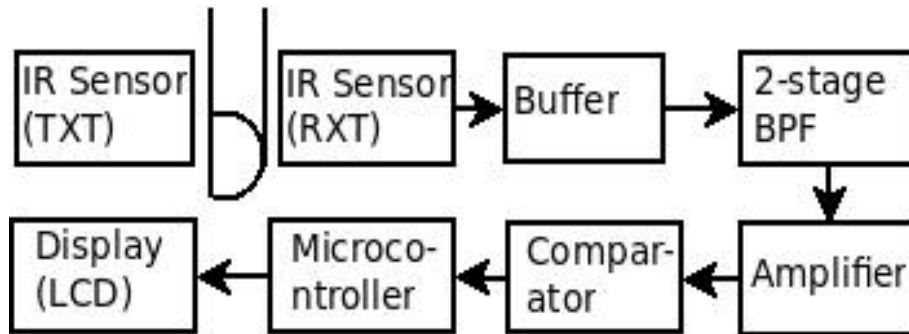 IR Sensor
(TXT)
IR Sensor
(RXT)
Buffer
2-stage
BPF
Display
(LCD)
Microco-
ntroller
Compar-
ator
Amplifier